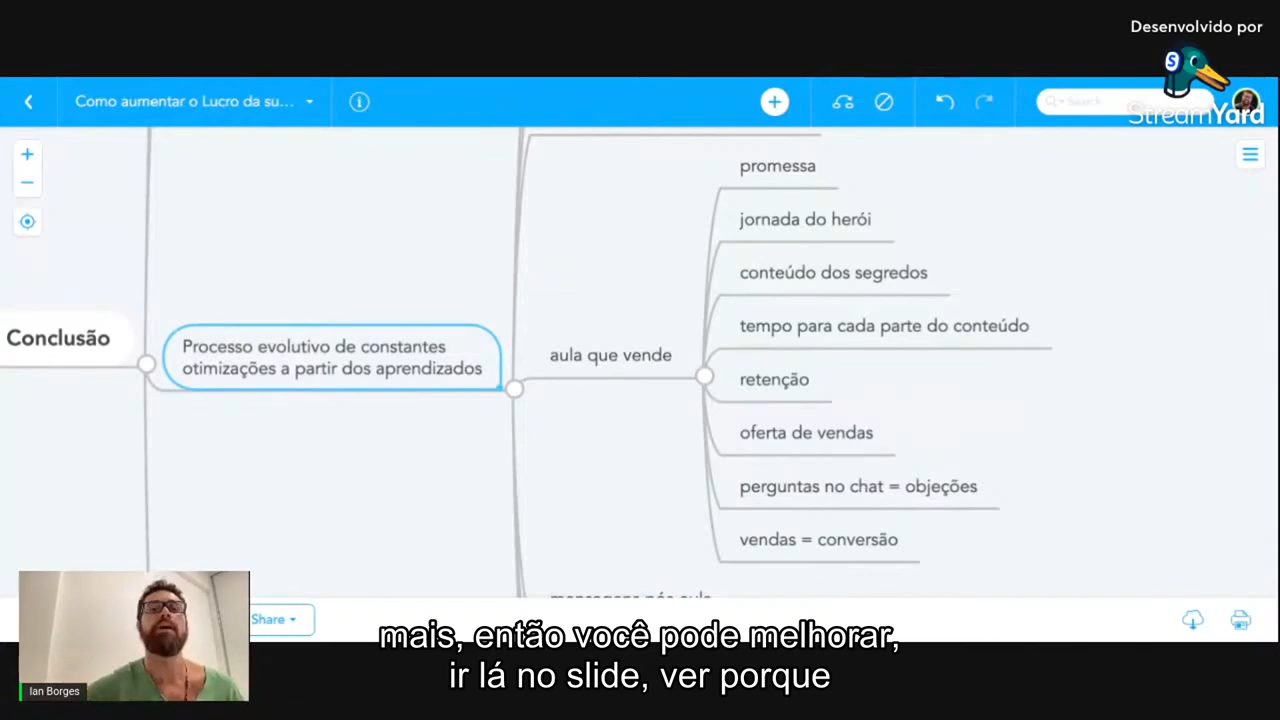 Desenvolvido por
StreamYard
Como aumentar o Lucro da su...
Search
promessa
jornada do herói
conteúdo dos segredos
tempo para cada parte do conteúdo
Conclusão
Processo evolutivo de constantes
otimizações a partir dos aprendizados
aula que vende
retenção
oferta de vendas
perguntas no chat = objeções
vendas = conversão
Share
mais, então você pode melhorar,
ir lá no slide, ver porque
Ian Borges